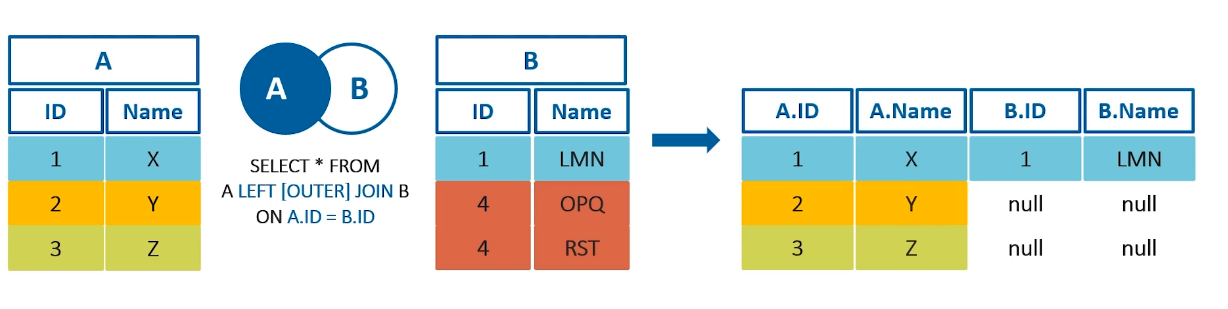 A
ID Name
1 X
2 Y
3 Z
A B
SELECT * FROM
A LEFT [OUTER] JOIN B
ON A.ID = B.ID
B
ID Name
1 LMN
4 OPQ
4 RST
A.ID A.Name B.ID B.Name
1 X 1 LMN
2 Y null null
3 Z null null